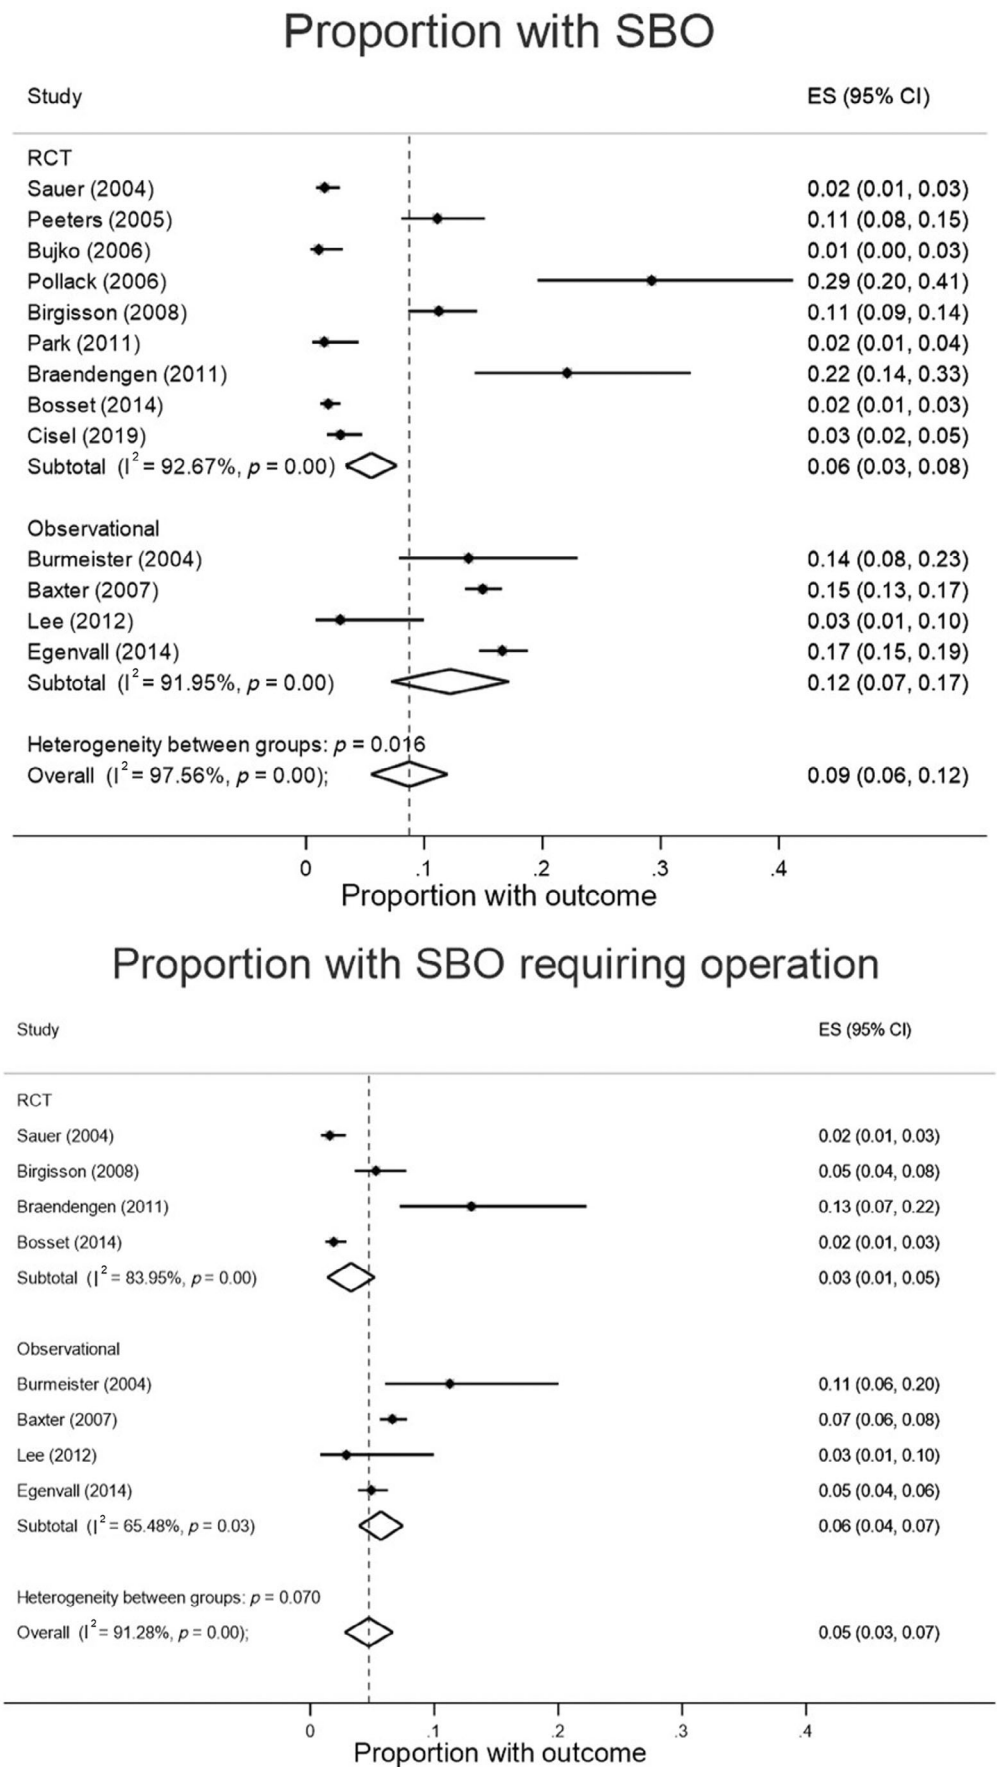 Proportion with SBO
Study ES (95% CI)
RCT
Sauer (2004) 0.02 (0.01, 0.03)
Peeters (2005) 0.11 (0.08, 0.15)
Bujko (2006) 0.01 (0.00, 0.03)
Pollack (2006) 0.29 (0.20, 0.41)
Birgisson (2008) 0.11 (0.09, 0.14)
Park (2011) 0.02 (0.01, 0.04)
Braendengen (2011) 0.22 (0.14, 0.33)
Bosset (2014) 0.02 (0.01, 0.03)
Cisel (2019) 0.03 (0.02, 0.05)
Subtotal (I² = 92.67%, p = 0.00) 0.06 (0.03, 0.08)
Observational
Burmeister (2004) 0.14 (0.08, 0.23)
Baxter (2007) 0.15 (0.13, 0.17)
Lee (2012) 0.03 (0.01, 0.10)
Egenvall (2014) 0.17 (0.15, 0.19)
Subtotal (I² = 91.95%, p = 0.00) 0.12 (0.07, 0.17)
Heterogeneity between groups: p = 0.016
Overall (I² = 97.56%, p = 0.00); 0.09 (0.06, 0.12)
0 .1 .2 .3 .4
Proportion with outcome
Proportion with SBO requiring operation
Study ES (95% CI)
RCT
Sauer (2004) 0.02 (0.01, 0.03)
Birgisson (2008) 0.05 (0.04, 0.08)
Braendengen (2011) 0.13 (0.07, 0.22)
Bosset (2014) 0.02 (0.01, 0.03)
Subtotal (I² = 83.95%, p = 0.00) 0.03 (0.01, 0.05)
Observational
Burmeister (2004) 0.11 (0.06, 0.20)
Baxter (2007) 0.07 (0.06, 0.08)
Lee (2012) 0.03 (0.01, 0.10)
Egenvall (2014) 0.05 (0.04, 0.06)
Subtotal (I² = 65.48%, p = 0.03) 0.06 (0.04, 0.07)
Heterogeneity between groups: p = 0.070
Overall (I² = 91.28%, p = 0.00); 0.05 (0.03, 0.07)
0 .1 .2 .3 .4
Proportion with outcome